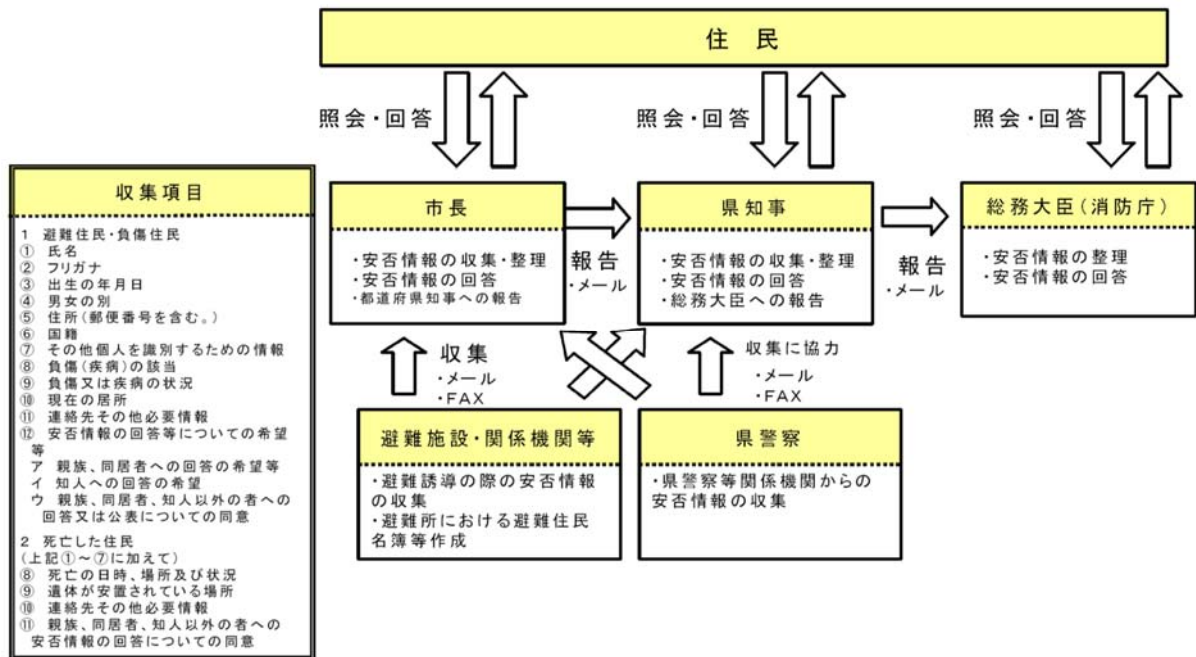 住　民
照会・回答
照会・回答
照会・回答
収集項目
1　避難住民・負傷住民
①　氏名
②　フリガナ
③　出生の年月日
④　男女の別
⑤　住所(郵便番号を含む。)
⑥　国籍
⑦　その他個人を識別するための情報
⑧　負傷(疾病)の該当
⑨　負傷又は疾病の状況
⑩　現在の居所
⑪　連絡先その他必要情報
⑫　安否情報の回答等についての希望
等
ア　親族、同居者への回答の希望等
イ　知人への回答の希望
ウ　親族、同居者、知人以外の者への
回答又は公表についての同意
2　死亡した住民
(上記①～⑦に加えて)
⑧　死亡の日時、場所及び状況
⑨　遺体が安置されている場所
⑩　連絡先その他必要情報
⑪　親族、同居者、知人以外の者への
安否情報の回答についての同意
市長
・安否情報の収集・整理
・安否情報の回答
・都道府県知事への報告
報告
・メール
県知事
・安否情報の収集・整理
・安否情報の回答
・総務大臣への報告
報告
・メール
総務大臣(消防庁)
・安否情報の整理
・安否情報の回答
収集
・メール
・FAX
収集に協力
・メール
・FAX
避難施設・関係機関等
・避難誘導の際の安否情報
の収集
・避難所における避難住民
名簿等作成
県警察
・県警察等関係機関からの
安否情報の収集